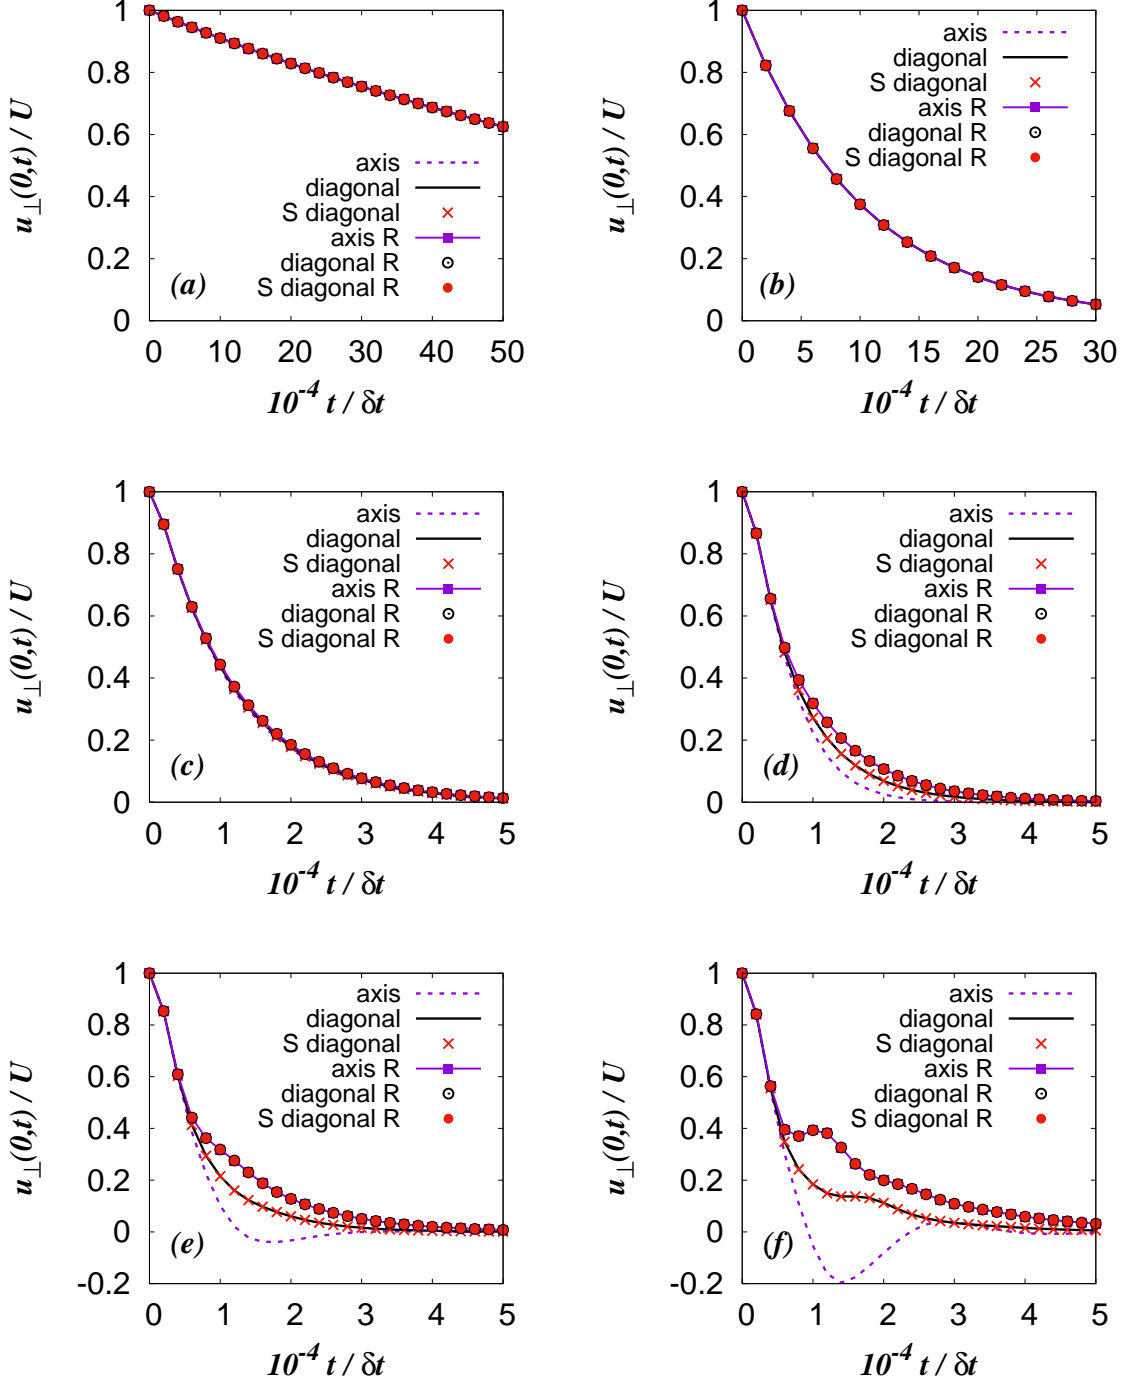 1
0.8
0.6
0.4
0.2
0
u⊥(0,t) / U
axis
diagonal
S diagonal
axis R
diagonal R
S diagonal R
(a)
0 10 20 30 40 50
10-4 t / δt
1
0.8
0.6
0.4
0.2
0
u⊥(0,t) / U
axis
diagonal
S diagonal
axis R
diagonal R
S diagonal R
(b)
0 5 10 15 20 25 30
10-4 t / δt
1
0.8
0.6
0.4
0.2
0
u⊥(0,t) / U
axis
diagonal
S diagonal
axis R
diagonal R
S diagonal R
(c)
0 1 2 3 4 5
10-4 t / δt
1
0.8
0.6
0.4
0.2
0
u⊥(0,t) / U
axis
diagonal
S diagonal
axis R
diagonal R
S diagonal R
(d)
0 1 2 3 4 5
10-4 t / δt
1
0.8
0.6
0.4
0.2
0
-0.2
u⊥(0,t) / U
axis
diagonal
S diagonal
axis R
diagonal R
S diagonal R
(e)
0 1 2 3 4 5
10-4 t / δt
1
0.8
0.6
0.4
0.2
0
-0.2
u⊥(0,t) / U
axis
diagonal
S diagonal
axis R
diagonal R
S diagonal R
(f)
0 1 2 3 4 5
10-4 t / δt